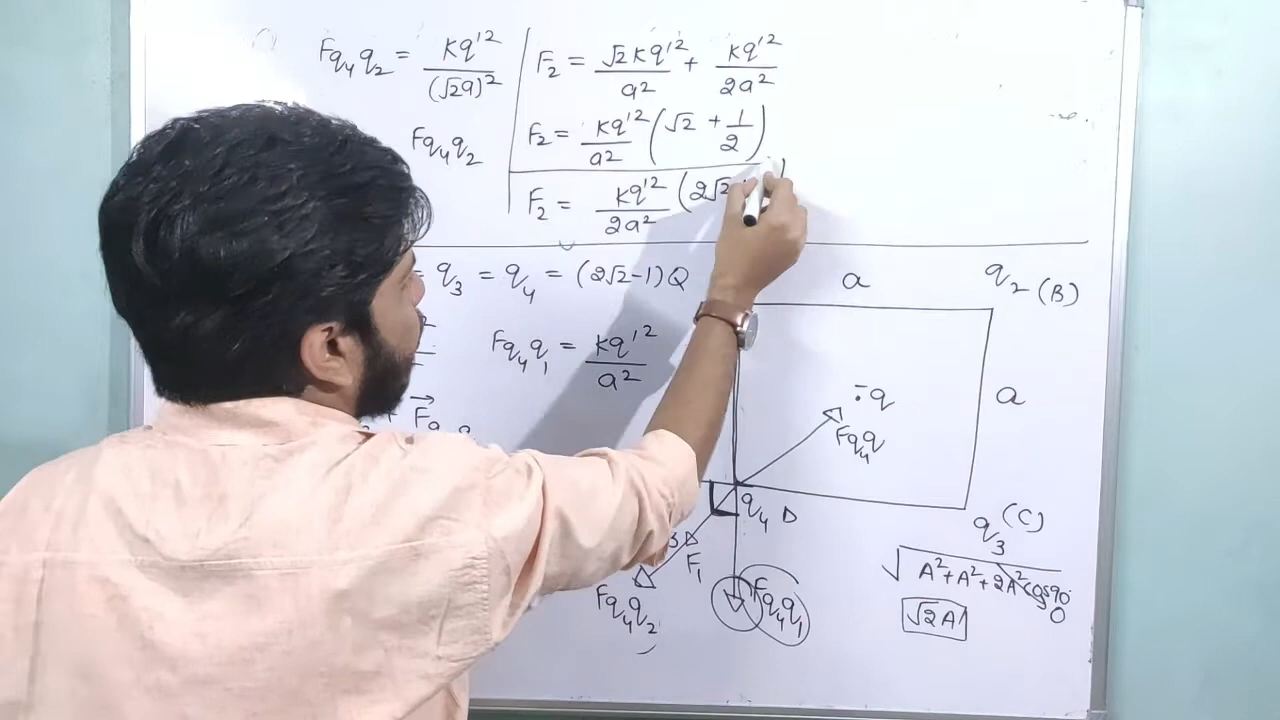 Fq₄q₂ = Kq'² / (√2a)²
Fq₄q₂
F₂ = √2Kq'² / a² + Kq'² / 2a²
F₂ = Kq'² / a² (√2 + 1/2)
F₂ = Kq'² / 2a² (2√2
= q₃ = q₄ = (2√2-1)Q
Fq₄q₁ = Kq'² / a²
a
q₂ (B)
a
-q
Fq₄q
q₄ D
q₃ (C)
F₁
Fq₄q₂
Fq₄q₁
√A²+A²+2A²cos90
0
√2A